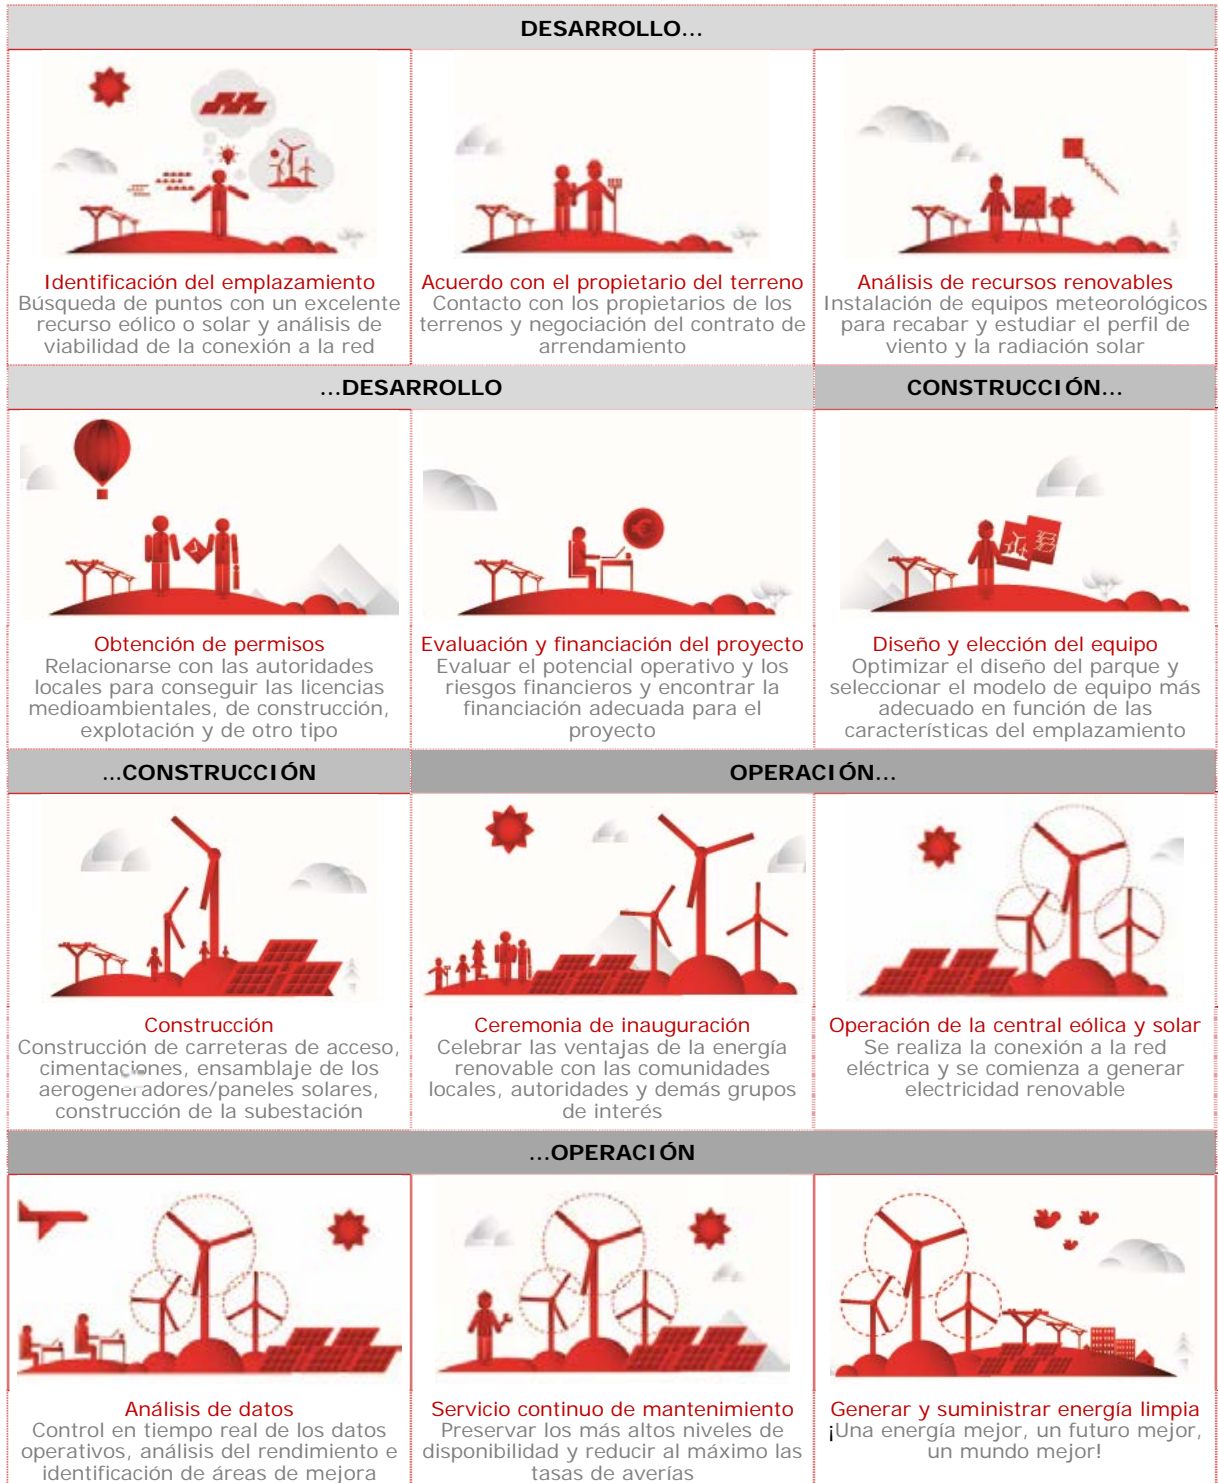 DESARROLLO...
Identificación del emplazamiento
Búsqueda de puntos con un excelente
recurso eólico o solar y análisis de
viabilidad de la conexión a la red
Acuerdo con el propietario del terreno
Contacto con los propietarios de los
terrenos y negociación del contrato de
arrendamiento
Análisis de recursos renovables
Instalación de equipos meteorológicos
para recabar y estudiar el perfil de
viento y la radiación solar
...DESARROLLO
CONSTRUCCIÓN...
Obtención de permisos
Relacionarse con las autoridades
locales para conseguir las licencias
medioambientales, de construcción,
explotación y de otro tipo
Evaluación y financiación del proyecto
Evaluar el potencial operativo y los
riesgos financieros y encontrar la
financiación adecuada para el
proyecto
Diseño y elección del equipo
Optimizar el diseño del parque y
seleccionar el modelo de equipo más
adecuado en función de las
características del emplazamiento
...CONSTRUCCIÓN
OPERACIÓN...
Construcción
Construcción de carreteras de acceso,
cimentaciones, ensamblaje de los
aerogeneradores/paneles solares,
construcción de la subestación
Ceremonia de inauguración
Celebrar las ventajas de la energía
renovable con las comunidades
locales, autoridades y demás grupos
de interés
Operación de la central eólica y solar
Se realiza la conexión a la red
eléctrica y se comienza a generar
electricidad renovable
...OPERACIÓN
Análisis de datos
Control en tiempo real de los datos
operativos, análisis del rendimiento e
identificación de áreas de mejora
Servicio continuo de mantenimiento
Preservar los más altos niveles de
disponibilidad y reducir al máximo las
tasas de averías
Generar y suministrar energía limpia
¡Una energía mejor, un futuro mejor,
un mundo mejor!